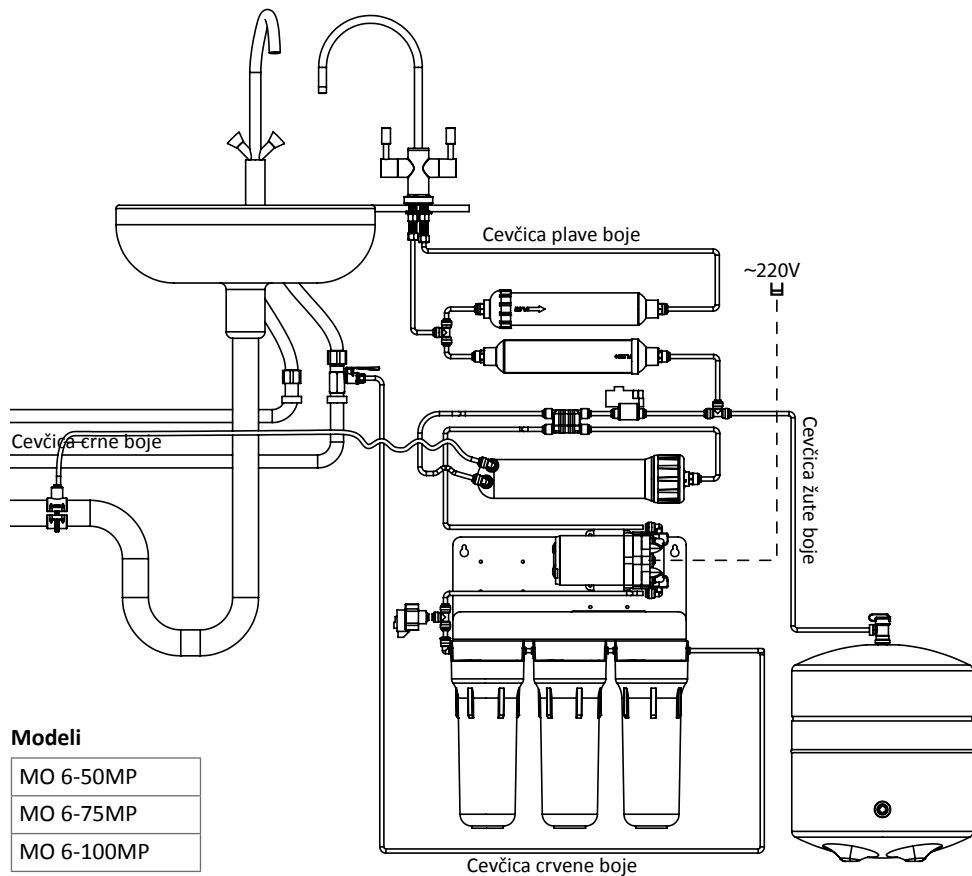 Cevčica plave boje
~220V
Cevčica crne boje
Cevčica žute boje
Modeli
MO 6-50MP
MO 6-75MP
MO 6-100MP
Cevčica crvene boje